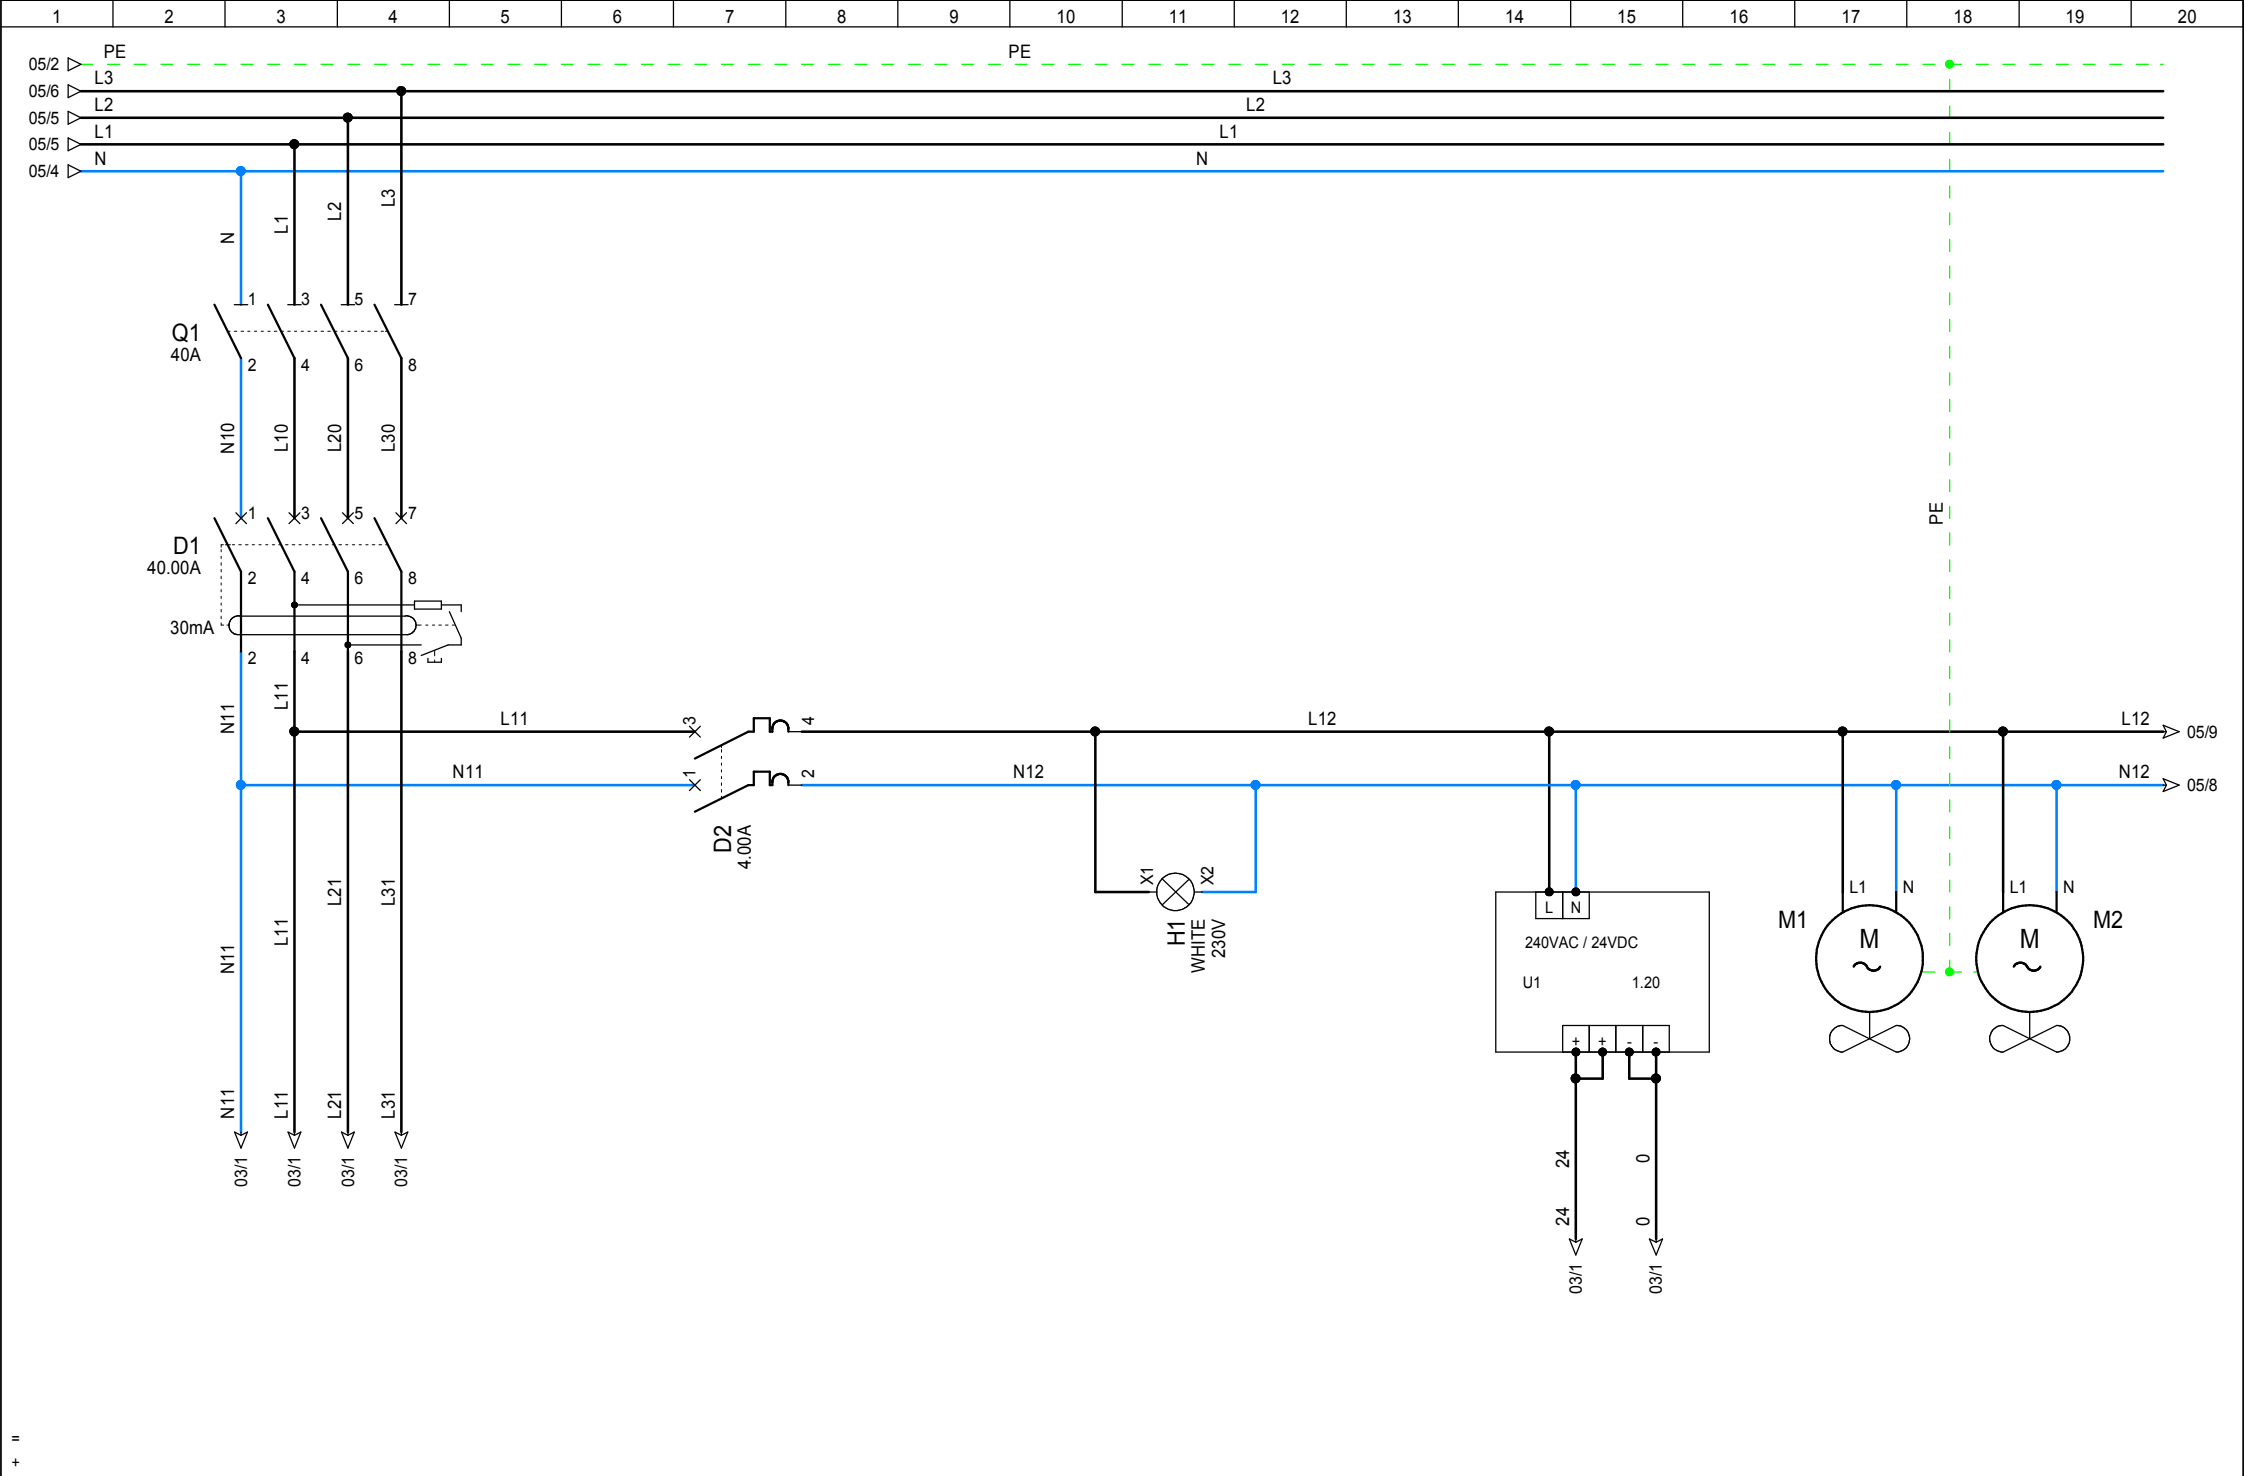 1 2 3 4 5 6 7 8 9 10 11 12 13 14 15 16 17 18 19 20
PE PE
05/2
L3 L3
05/6
L2 L2
05/5
L1 L1
05/5
N N
05/4
N L1 L2 L3
1 3 5 7
Q1
40A
2 4 6 8
N10 L10 L20 L30
PE
1 3 5 7
D1
40.00A
2 4 6 8
30mA
2 4 6 8
N11 L11
L11 3 4 L12 L12 05/9
N11 1 2 N12 N12 05/8
D2
4.00A
L21 L31
X1 X2
H1
WHITE
230V
L N
L1 N L1 N
M1 M M M2
N11 L11
240VAC / 24VDC
U1 1.20
+ + - -
N11 L11 L21 L31
03/1 03/1 03/1 03/1
24 0
24 0
03/1 03/1
=
+